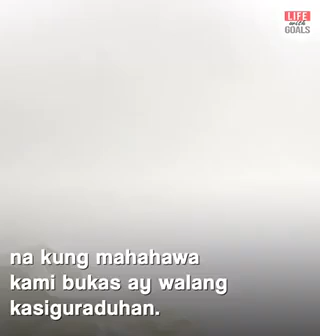 LIFE
with
GOALS
na kung mahahawa
kami bukas ay walang
kasiguraduhan.